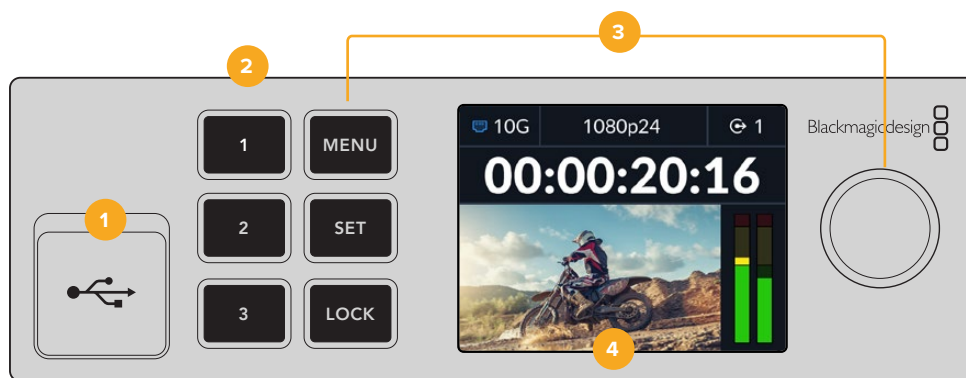 3
2
1 MENU
10G 1080p24 1
Blackmagicdesign
00:00:20:16
1
2 SET
3 LOCK
4